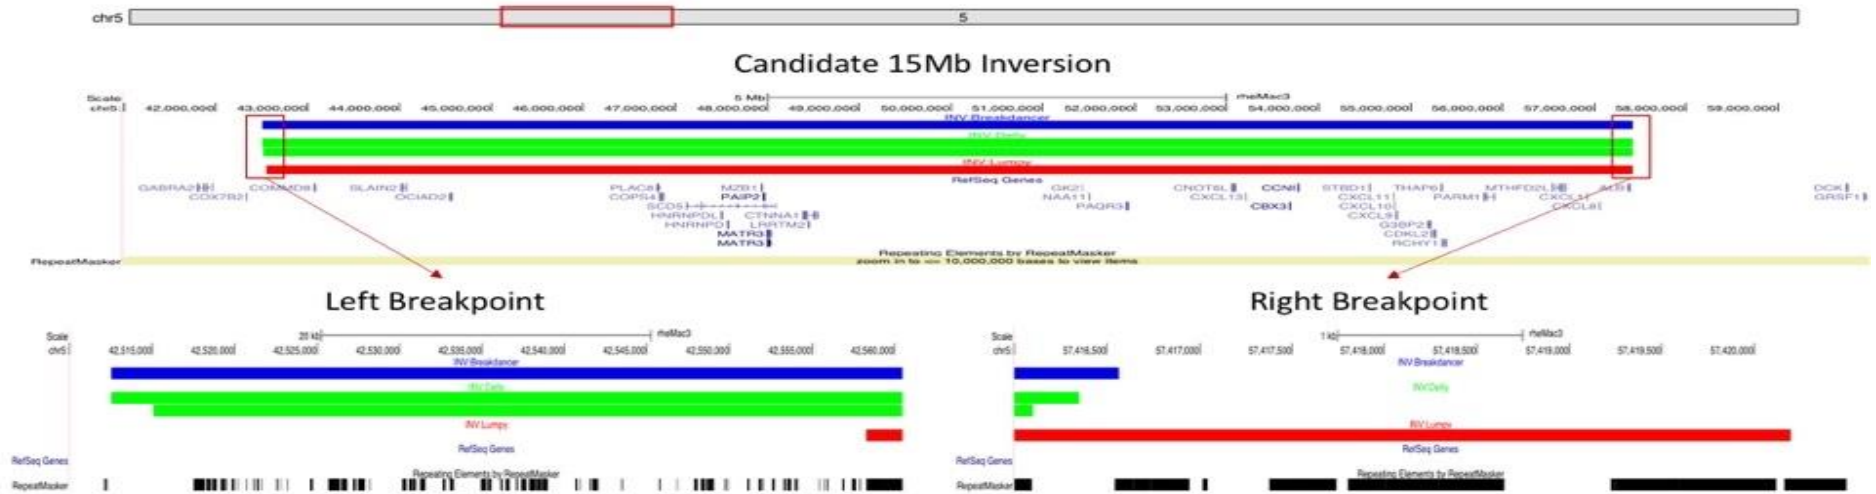 chr5 5
Candidate 15Mb Inversion
Scale 5 Mb rheMac3
chr5: 42,000,000 43,000,000 44,000,000 45,000,000 46,000,000 47,000,000 48,000,000 49,000,000 50,000,000 51,000,000 52,000,000 53,000,000 54,000,000 55,000,000 56,000,000 57,000,000 58,000,000 59,000,000
INV Breakdancer
INV Delly
INV Lumpy
RefSeq Genes
GABRA2 COMMD8 SLAIN2 PLAC8 MZB1 GK2 CNOT6L CCNI STBD1 THAP6 MTHFD2L ALB DCK
COX7B2 OCIAD2 COPS4 PAIP2 NAA11 CXCL13 CXCL11 PARM1 CXCL1 GRSF1
SCD5 CTNNA1 PAQR3 CBX3 CXCL10 CXCL8
HNRNPDL LRRTM2 CXCL9
HNRNPD G3BP2
MATR3 CDKL2
MATR3 RCHY1
Repeating Elements by RepeatMasker
RepeatMasker zoom in to <= 10,000,000 bases to view items
Left Breakpoint
Scale 20 kb rheMac3
chr5: 42,515,000 42,520,000 42,525,000 42,530,000 42,535,000 42,540,000 42,545,000 42,550,000 42,555,000 42,560,000
INV Breakdancer
INV Delly
INV Lumpy
RefSeq Genes
RefSeq Genes
Repeating Elements by RepeatMasker
RepeatMasker
Right Breakpoint
Scale 1 kb rheMac3
chr5: 57,416,500 57,417,000 57,417,500 57,418,000 57,418,500 57,419,000 57,419,500 57,420,000
INV Breakdancer
INV Delly
INV Lumpy
RefSeq Genes
RefSeq Genes
Repeating Elements by RepeatMasker
RepeatMasker